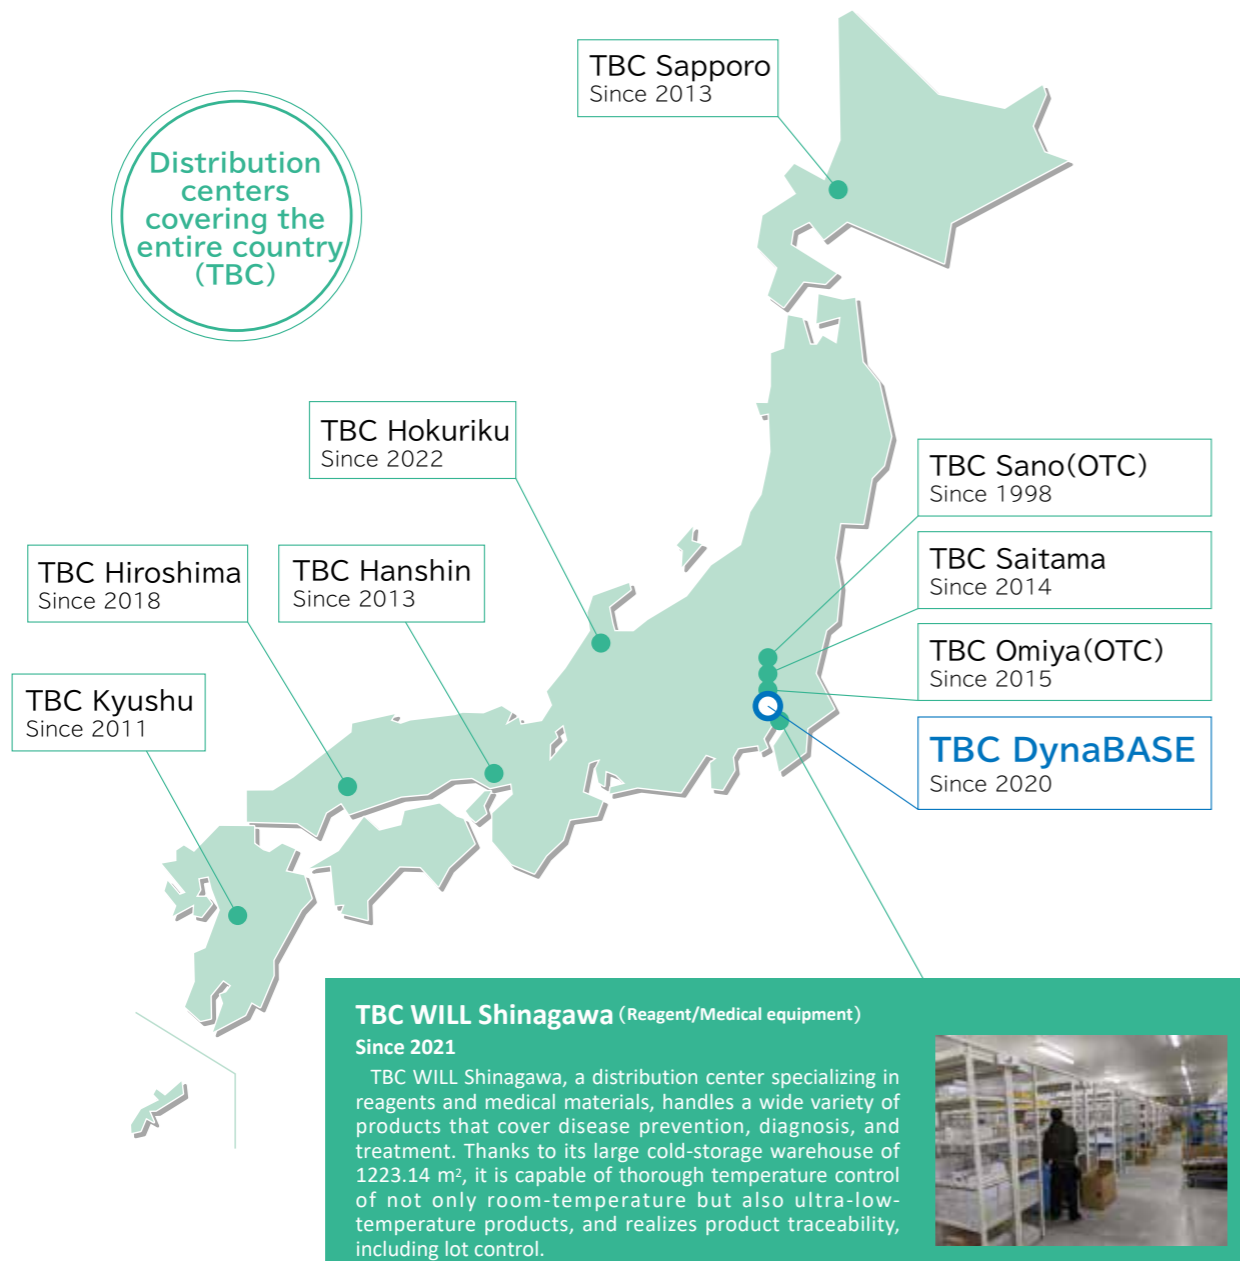 Distribution
centers
covering the
entire country
(TBC)
TBC Sapporo
Since 2013
TBC Hokuriku
Since 2022
TBC Hiroshima
Since 2018
TBC Hanshin
Since 2013
TBC Kyushu
Since 2011
TBC Sano(OTC)
Since 1998
TBC Saitama
Since 2014
TBC Omiya(OTC)
Since 2015
TBC DynaBASE
Since 2020
TBC WILL Shinagawa (Reagent/Medical equipment)
Since 2021
TBC WILL Shinagawa, a distribution center specializing in
reagents and medical materials, handles a wide variety of
products that cover disease prevention, diagnosis, and
treatment. Thanks to its large cold-storage warehouse of
1223.14 m², it is capable of thorough temperature control
of not only room-temperature but also ultra-low-
temperature products, and realizes product traceability,
including lot control.